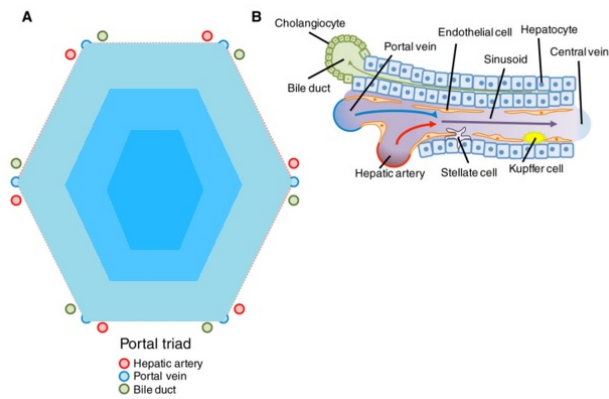 A
Portal triad
Hepatic artery
Portal vein
Bile duct
B
Cholangiocyte
Portal vein
Endothelial cell
Hepatocyte
Central vein
Sinusoid
Bile duct
Hepatic artery
Stellate cell
Kupffer cell